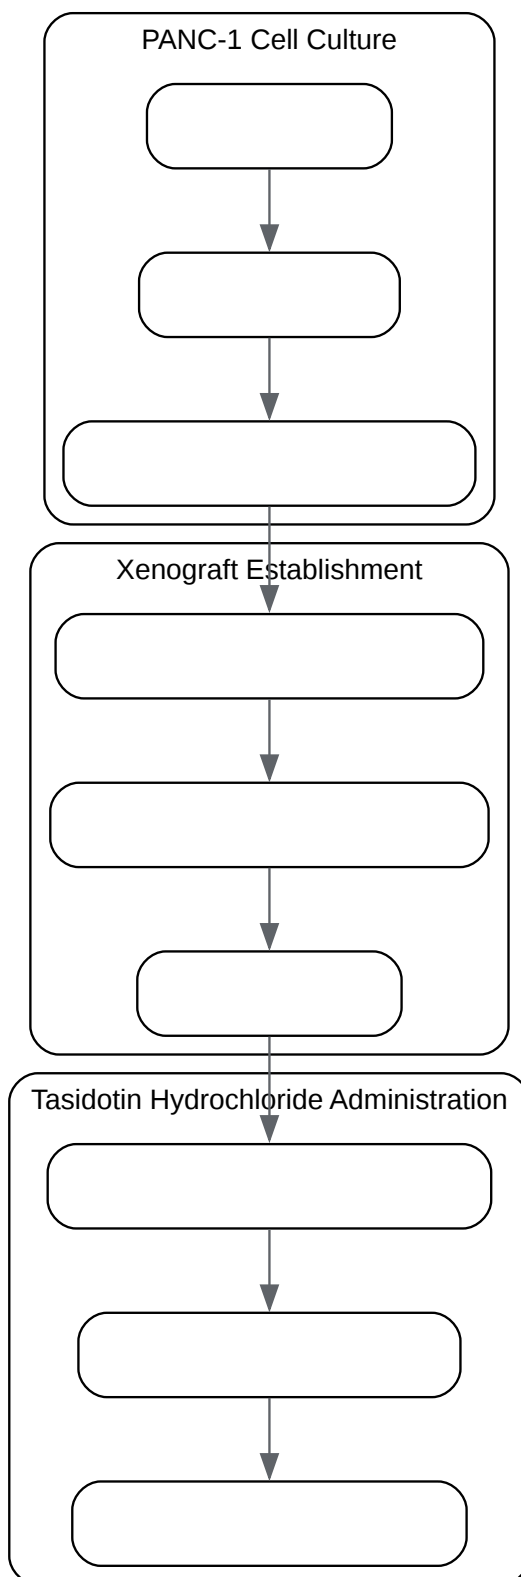 PANC-1 Cell Culture
Xenograft Establishment
Tasidotin Hydrochloride Administration